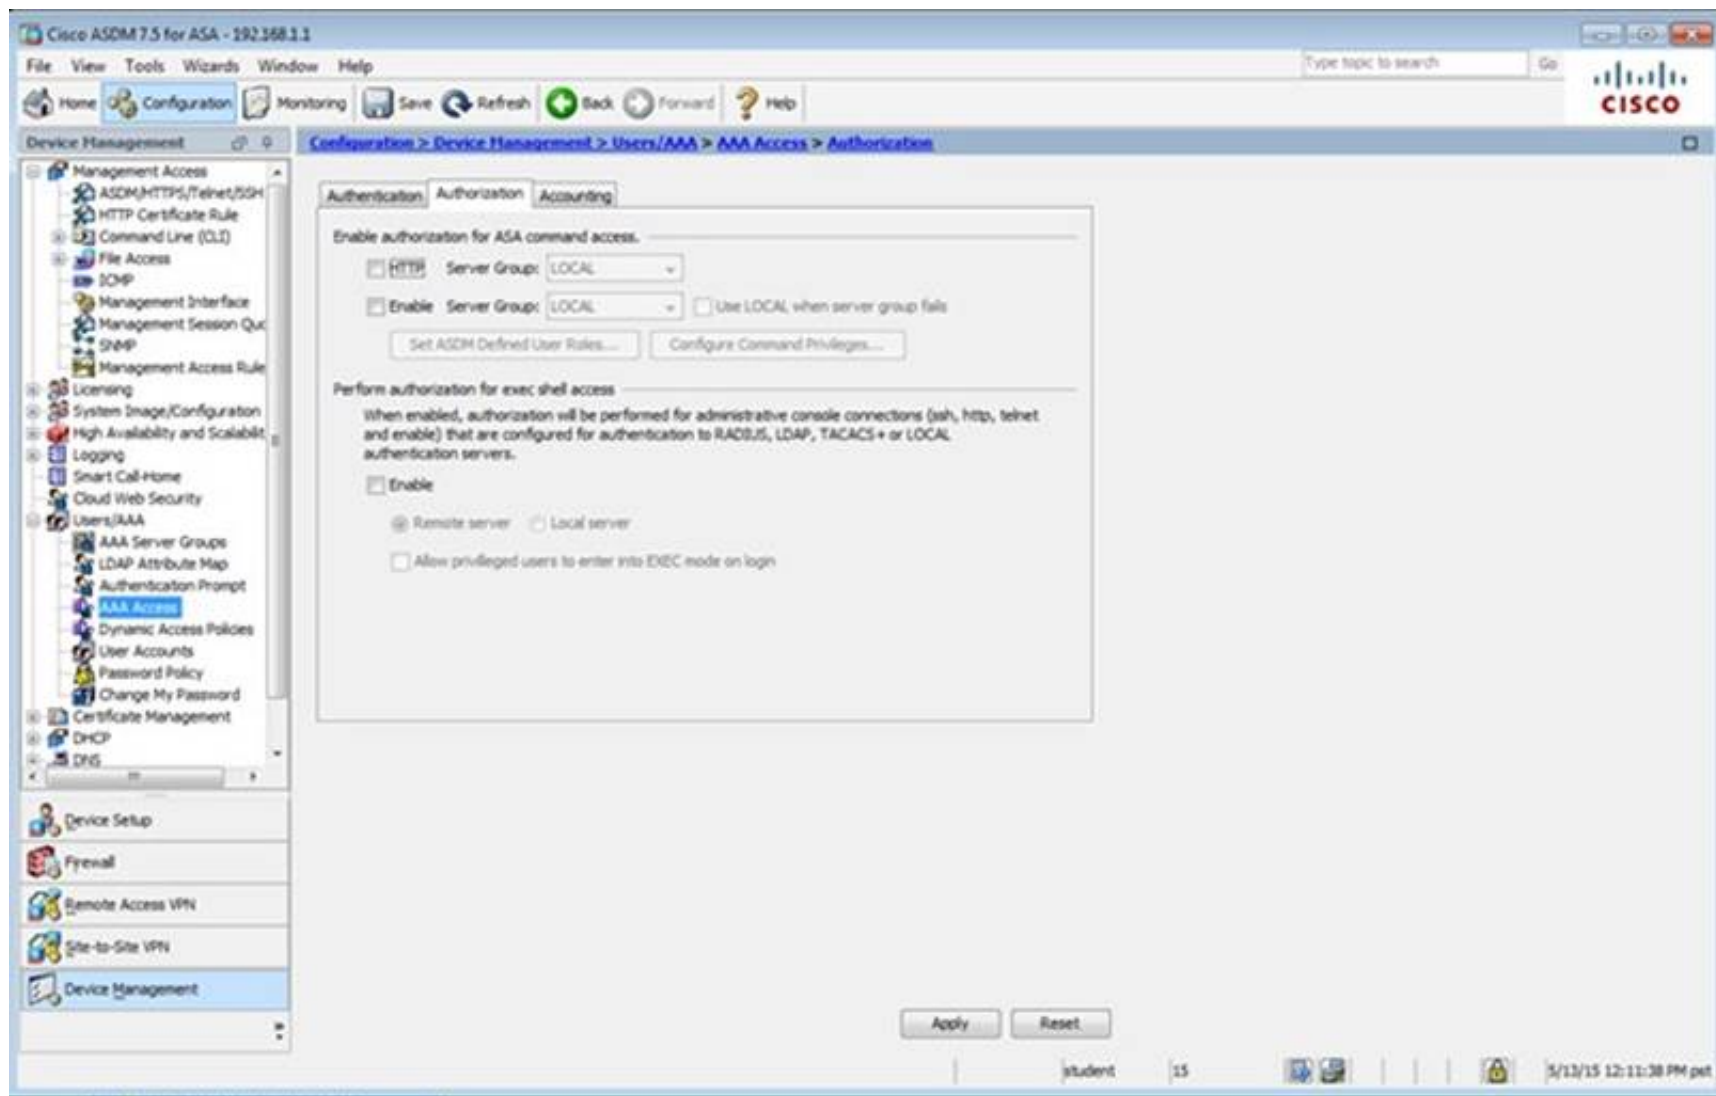 Cisco ASDM 7.5 for ASA - 192.168.1.1
File View Tools Wizards Window Help
Type topic to search Go
CISCO
Home Configuration Monitoring Save Refresh Back Forward Help
Device Management
Configuration > Device Management > Users/AAA > AAA Access > Authorization
Management Access
ASDM/HTTPS/Telnet/SSH
HTTP Certificate Rule
Command Line (CLI)
File Access
ICMP
Management Interface
Management Session Quo
SNMP
Management Access Rule
Licensing
System Image/Configuration
High Availability and Scalabilit
Logging
Smart Call-Home
Cloud Web Security
Users/AAA
AAA Server Groups
LDAP Attribute Map
Authentication Prompt
AAA Access
Dynamic Access Policies
User Accounts
Password Policy
Change My Password
Certificate Management
DHCP
DNS
Device Setup
Firewall
Remote Access VPN
Site-to-Site VPN
Device Management
Authentication Authorization Accounting
Enable authorization for ASA command access.
HTTP Server Group: LOCAL
Enable Server Group: LOCAL Use LOCAL when server group fails
Set ASDM Defined User Roles... Configure Command Privileges...
Perform authorization for exec shell access
When enabled, authorization will be performed for administrative console connections (ssh, http, telnet
and enable) that are configured for authentication to RADIUS, LDAP, TACACS+ or LOCAL
authentication servers.
Enable
Remote server Local server
Allow privileged users to enter into EXEC mode on login
Apply Reset
student 15 5/13/15 12:11:38 PM pst